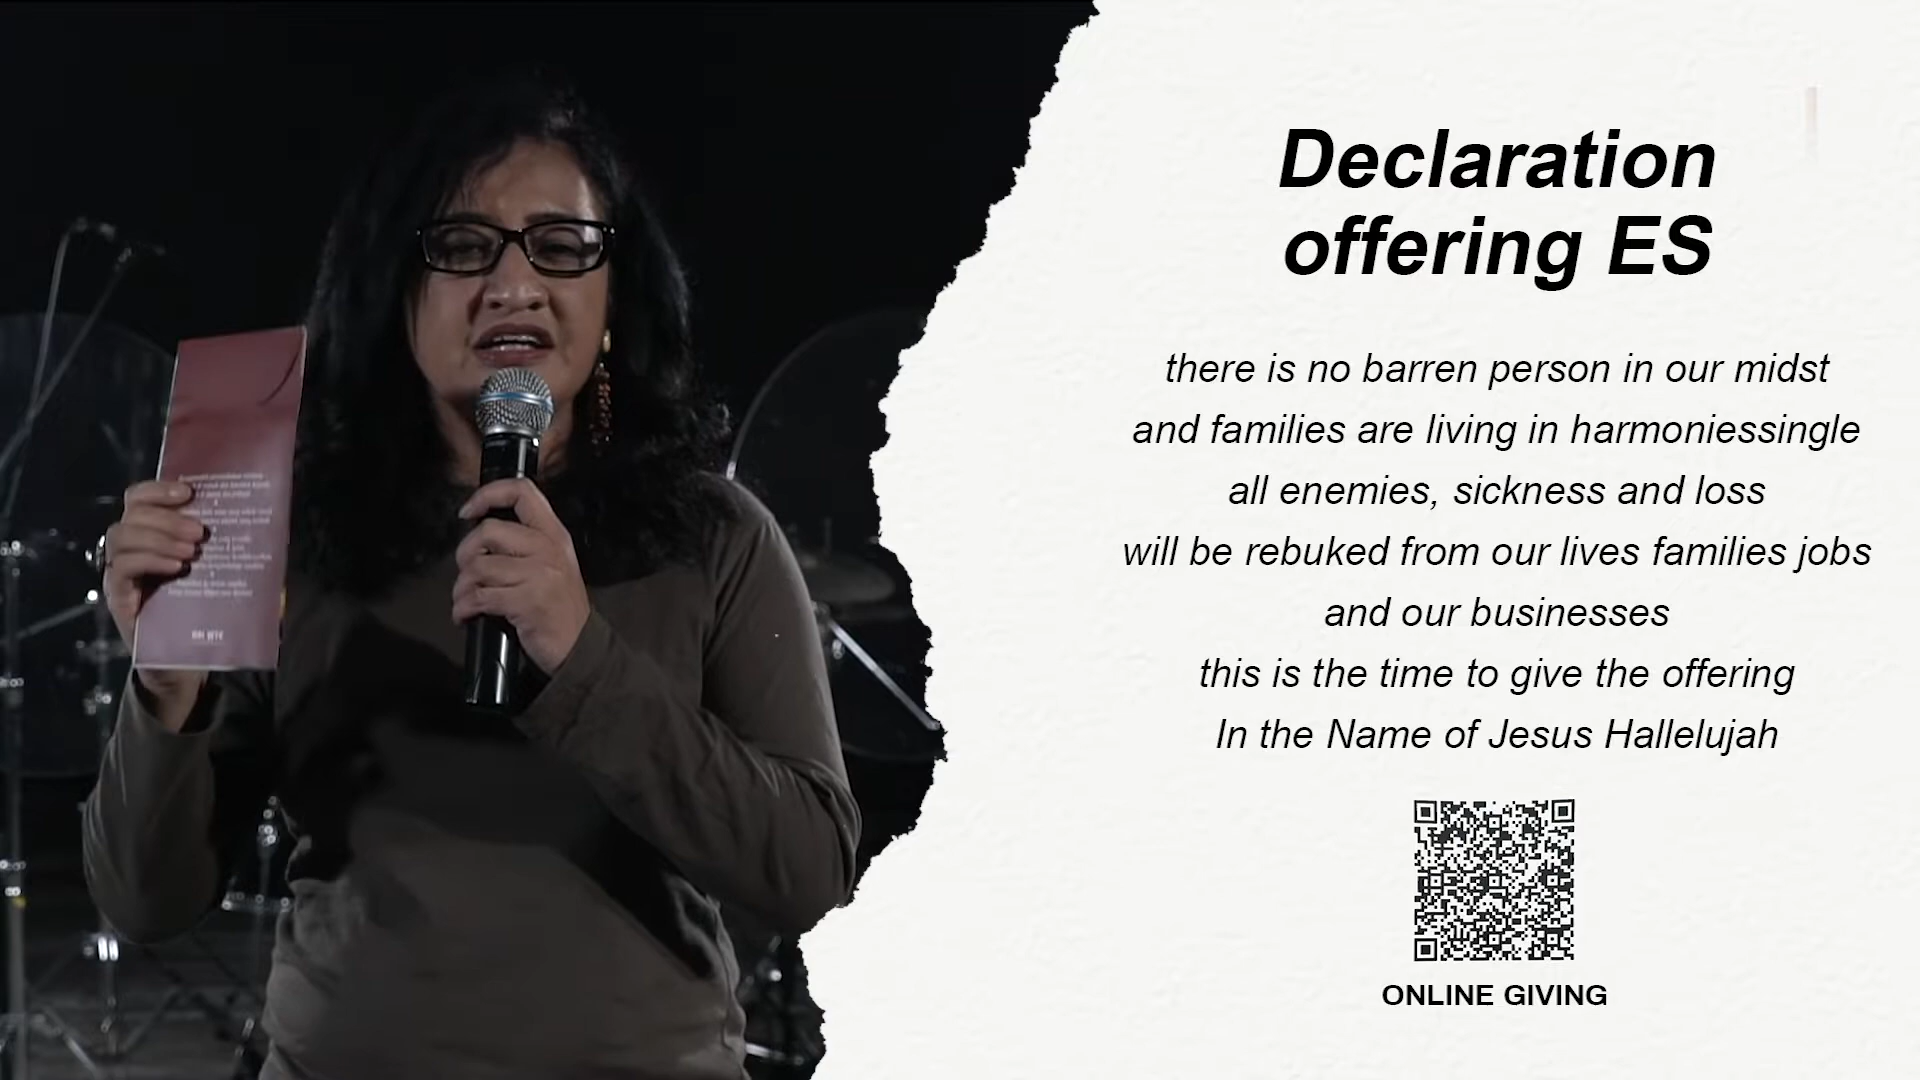 Declaration
offering ES
there is no barren person in our midst
and families are living in harmoniessingle
all enemies, sickness and loss
will be rebuked from our lives families jobs
and our businesses
this is the time to give the offering
In the Name of Jesus Hallelujah
ONLINE GIVING